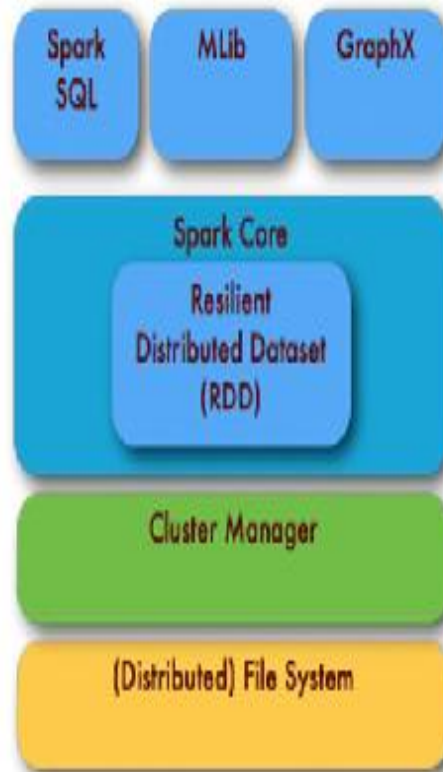 Spark
SQL
MLib
GraphX
Spark Core
Resilient
Distributed Dataset
(RDD)
Cluster Manager
(Distributed) File System